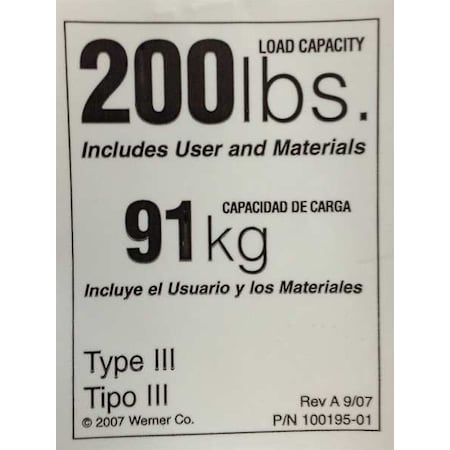 200lbs. LOAD CAPACITY
Includes User and Materials
91kg CAPACIDAD DE CARGA
Incluye el Usuario y los Materiales
Type III
Tipo III
© 2007 Werner Co.
Rev A 9/07
P/N 100195-01